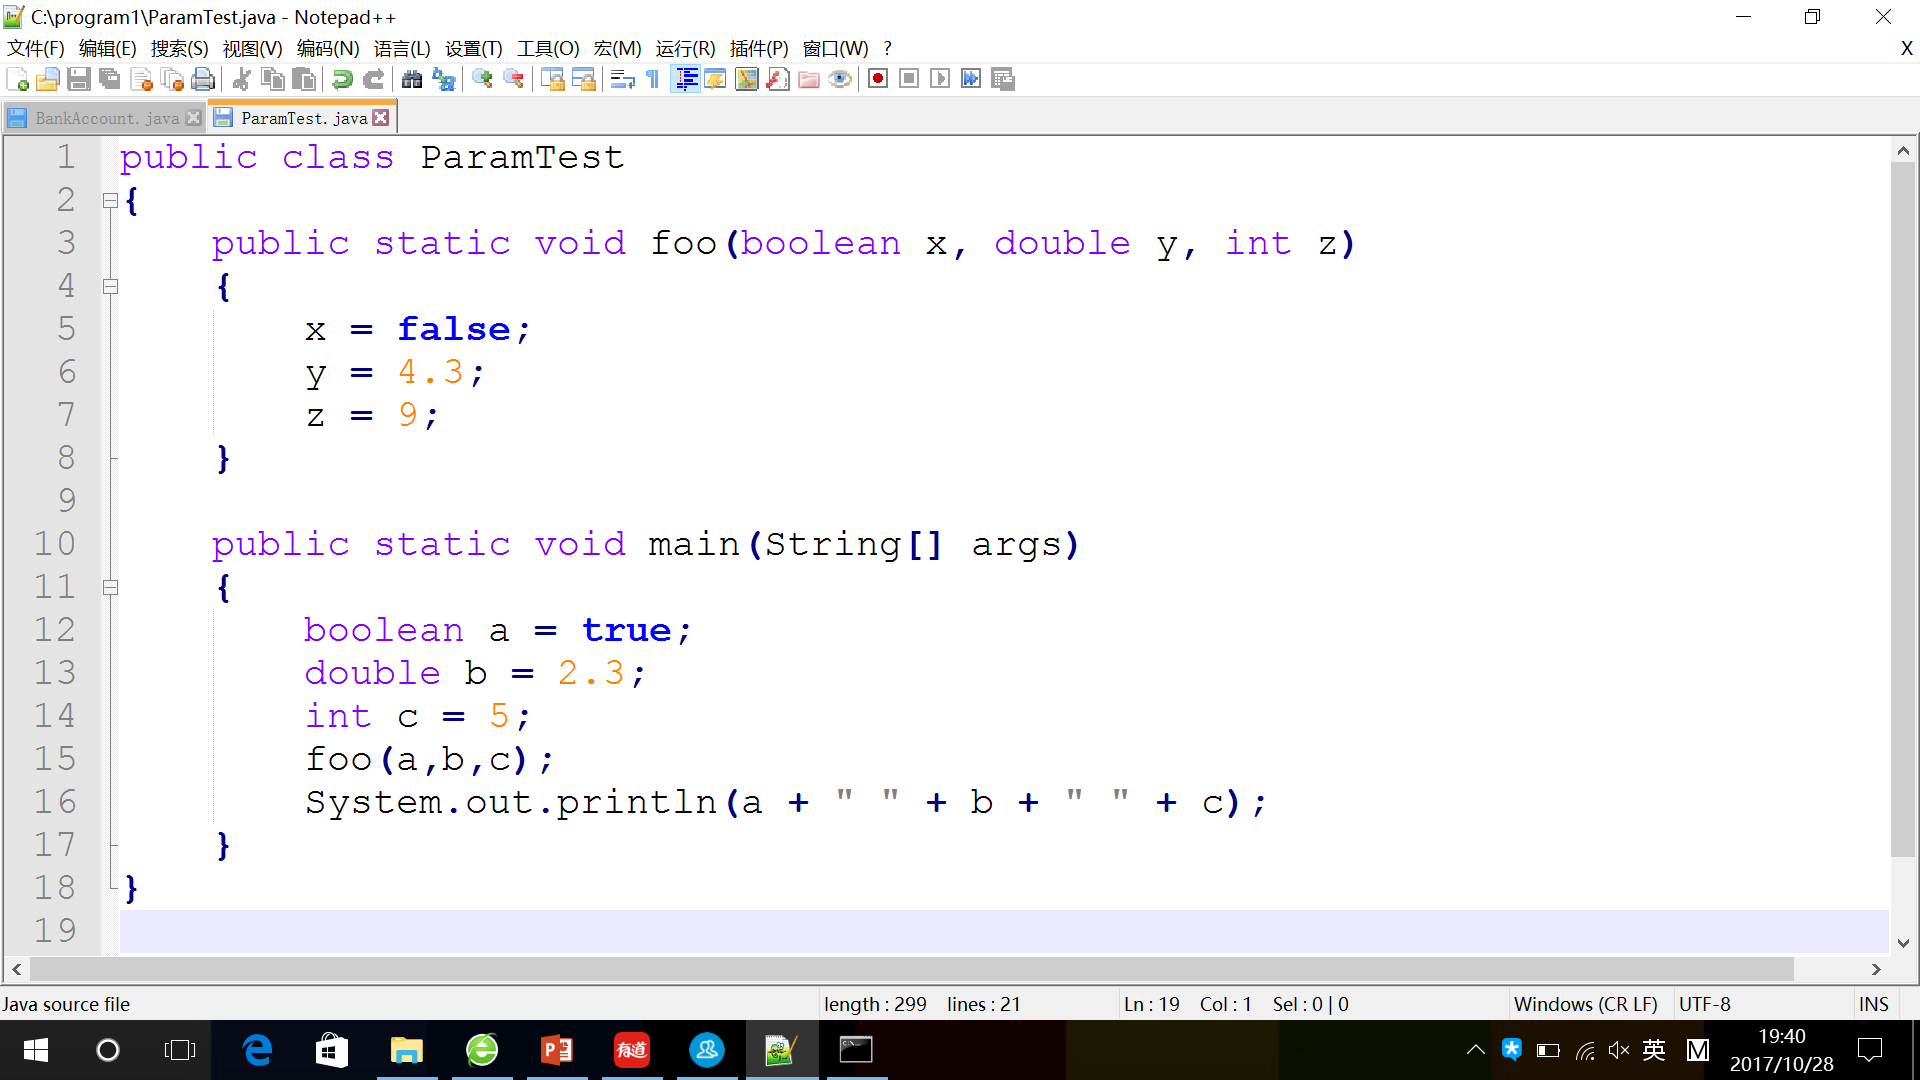 C:\program1\ParamTest.java - Notepad++
文件(F) 编辑(E) 搜索(S) 视图(V) 编码(N) 语言(L) 设置(T) 工具(O) 宏(M) 运行(R) 插件(P) 窗口(W) ? X
BankAccount.java ParamTest.java
1 public class ParamTest
2 {
3 public static void foo(boolean x, double y, int z)
4 {
5 x = false;
6 y = 4.3;
7 z = 9;
8 }
9
10 public static void main(String[] args)
11 {
12 boolean a = true;
13 double b = 2.3;
14 int c = 5;
15 foo(a,b,c);
16 System.out.println(a + " " + b + " " + c);
17 }
18 }
19
Java source file length : 299 lines : 21 Ln : 19 Col : 1 Sel : 0 | 0 Windows (CR LF) UTF-8 INS
有道 英 M 19:40
2017/10/28